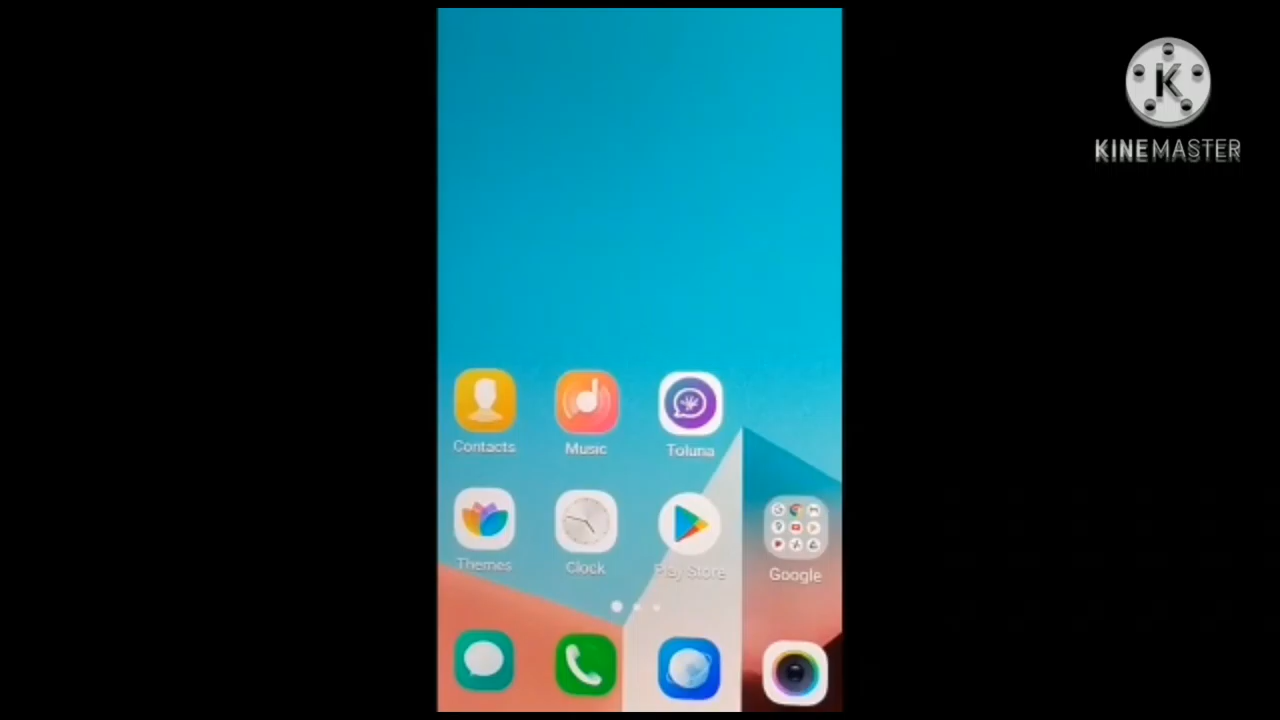 K
KINEMASTER
Contacts
Music
Toluna
Themes
Clock
Play Store
Google